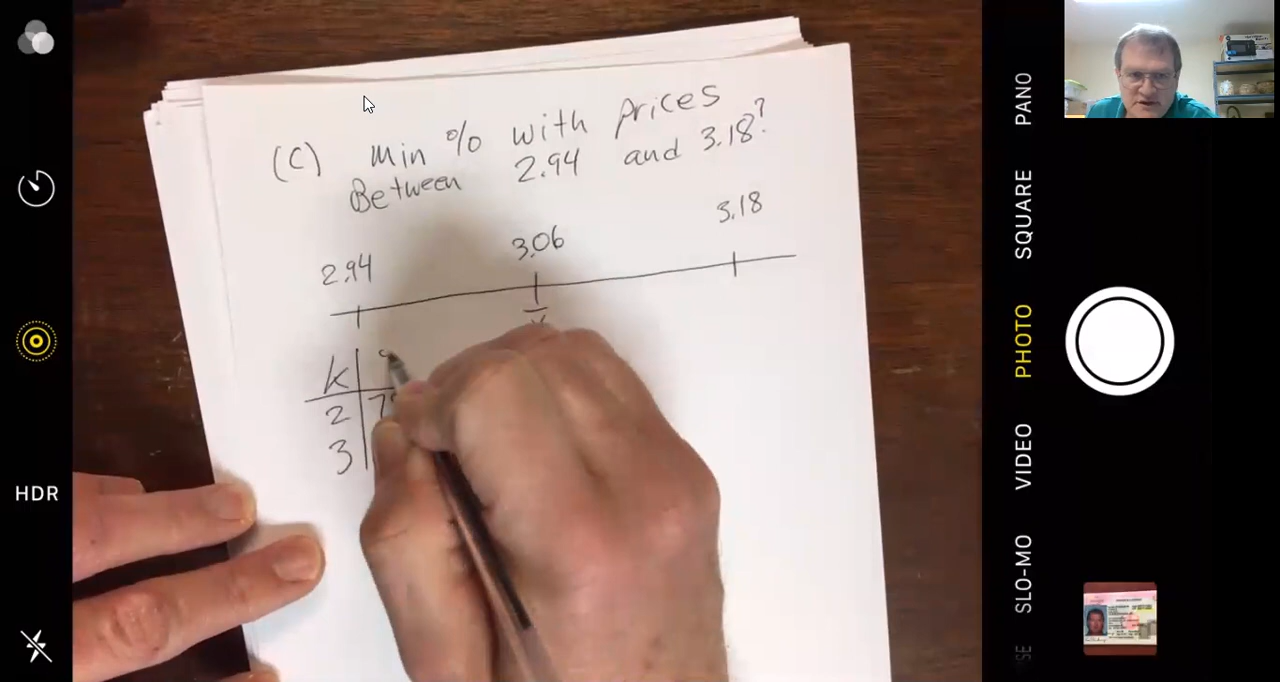 (C) Min % with prices
Between 2.94 and 3.18?
2.94 3.06 3.18
K
2
3
HDR
PANO
SQUARE
PHOTO
VIDEO
SLO-MO